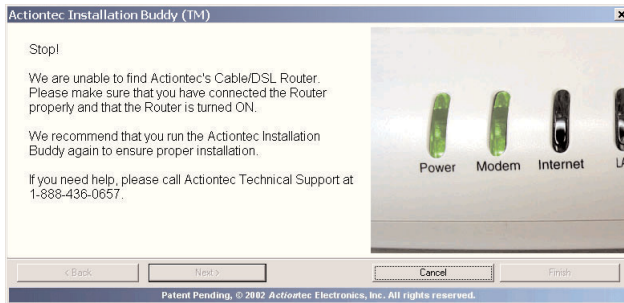 Actiontec Installation Buddy (TM)
Stop!
We are unable to find Actiontec's Cable/DSL Router.
Please make sure that you have connected the Router
properly and that the Router is turned ON.
We recommend that you run the Actiontec Installation
Buddy again to ensure proper installation.
If you need help, please call Actiontec Technical Support at
1-888-436-0657.
Power Modem Internet LA
< Back Next > Cancel Finish
Patent Pending, © 2002 Actiontec Electronics, Inc. All rights reserved.